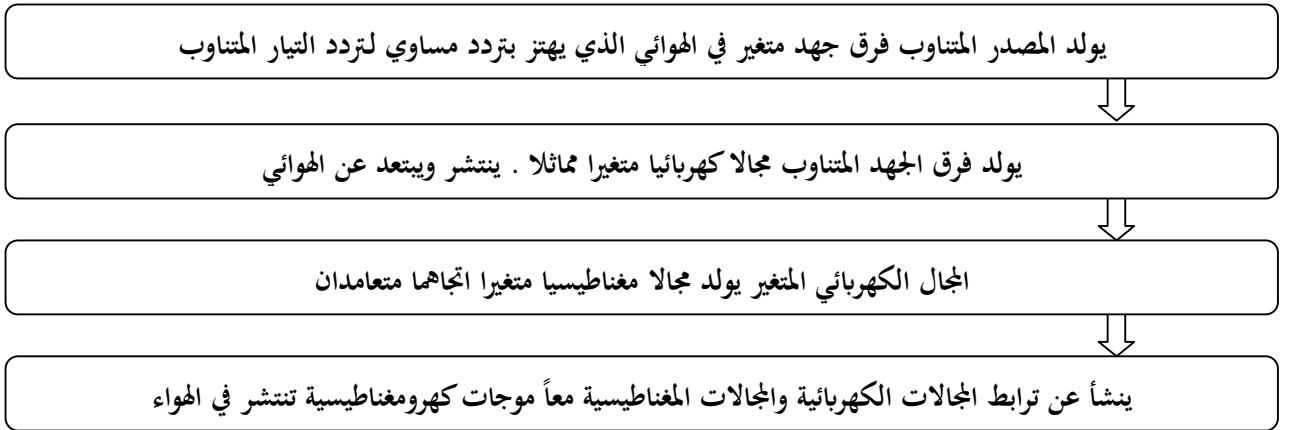 يولد المصدر المتناوب فرق جهد متغير في الهوائي الذي يهتز بتردد مساوي لتردد التيار المتناوب
يولد فرق الجهد المتناوب مجالا كهربائيا متغيرا مماثلا . ينتشر ويبتعد عن الهوائي
المجال الكهربائي المتغير يولد مجالا مغناطيسيا متغيرا اتجاهما متعامدان
ينشأ عن ترابط المجالات الكهربائية والمجالات المغناطيسية معاً موجات كهرومغناطيسية تنتشر في الهواء